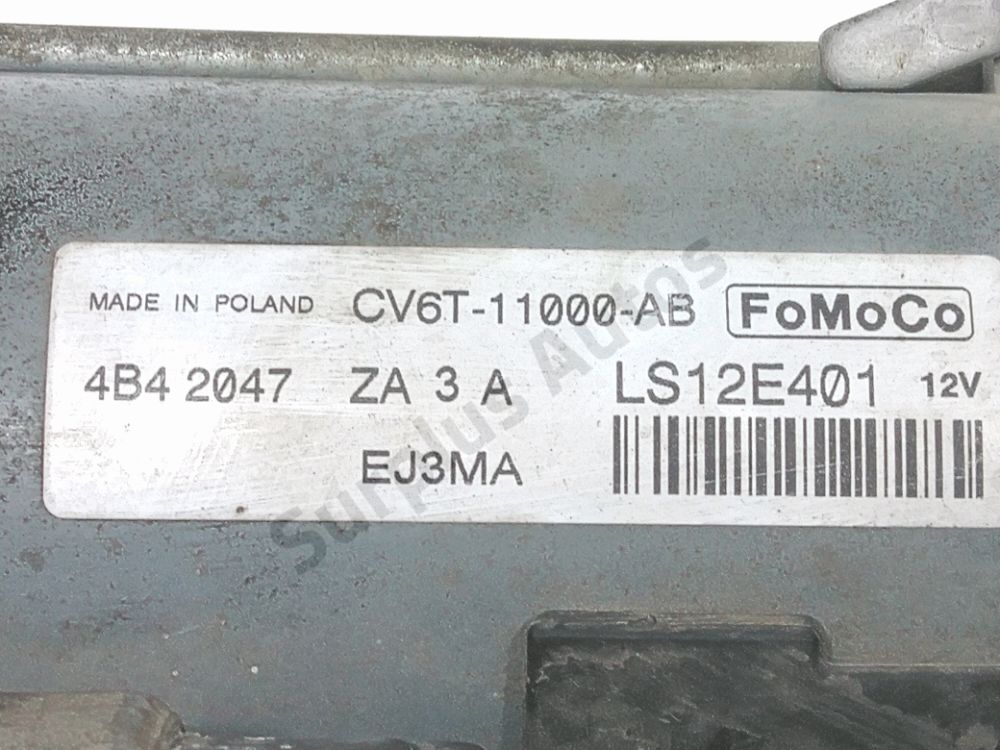 MADE IN POLAND CV6T-11000-AB FoMoCo
4B4 2047 ZA 3 A LS12E401 12V
EJ3MA
Surplus Autos